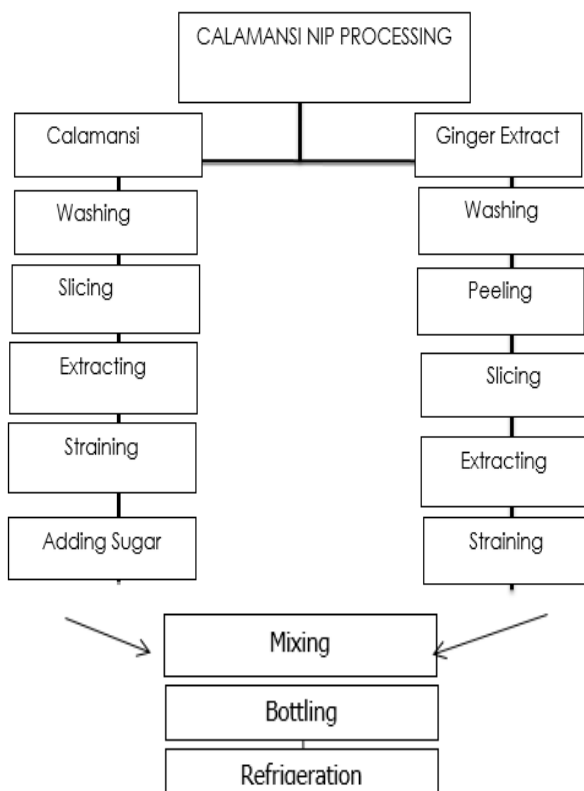 CALAMANSI NIP PROCESSING
Calamansi
Washing
Slicing
Extracting
Straining
Adding Sugar
Ginger Extract
Washing
Peeling
Slicing
Extracting
Straining
Mixing
Bottling
Refrigeration